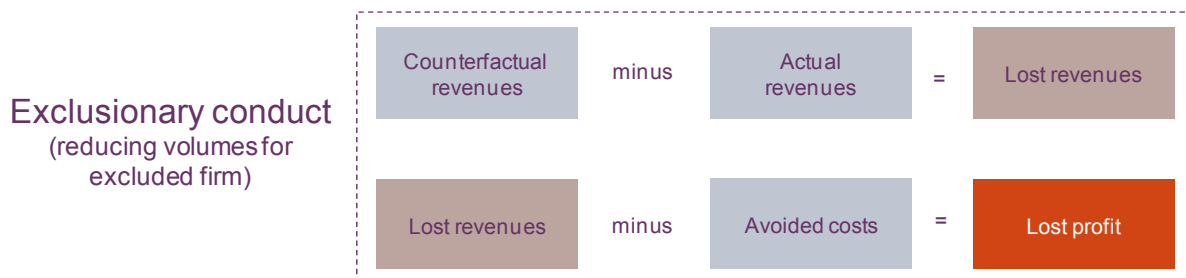 Exclusionary conduct
(reducing volumes for
excluded firm)
Counterfactual
revenues
minus
Actual
revenues
=
Lost revenues
Lost revenues
minus
Avoided costs
=
Lost profit